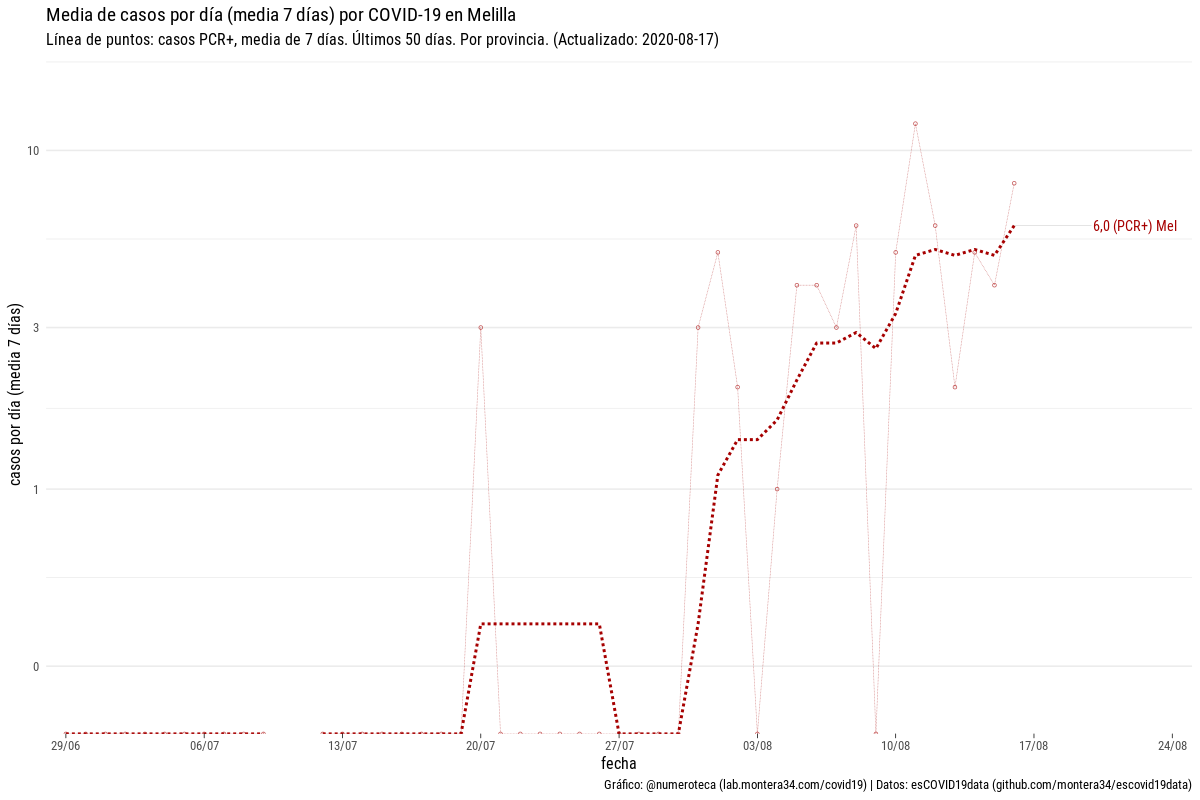 Media de casos por día (media 7 días) por COVID-19 en Melilla
Línea de puntos: casos PCR+, media de 7 días. Últimos 50 días. Por provincia. (Actualizado: 2020-08-17)
casos por día (media 7 días)
10
3
1
0
6,0 (PCR+) Mel
29/06
06/07
13/07
20/07
27/07
03/08
10/08
17/08
24/08
fecha
Gráfico: @numeroteca (lab.montera34.com/covid19) | Datos: esCOVID19data (github.com/montera34/escovid19data)